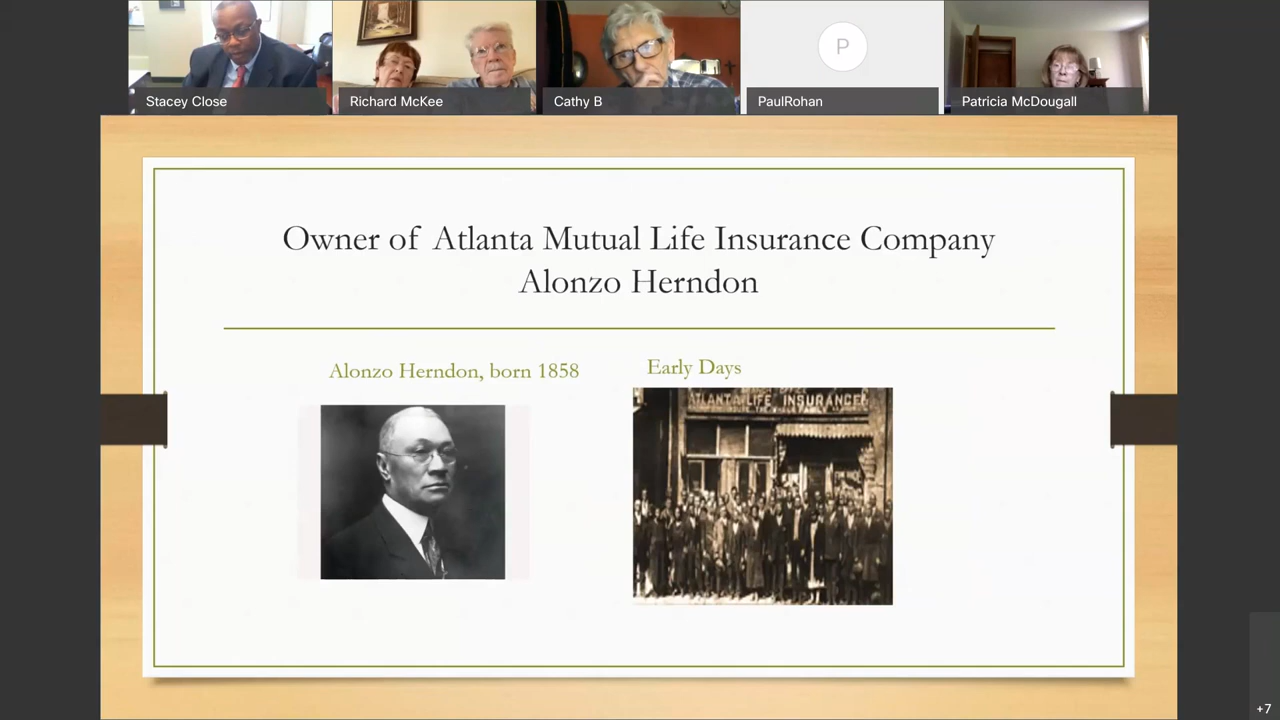 Stacey Close
Richard McKee
Cathy B
P
PaulRohan
Patricia McDougall
Owner of Atlanta Mutual Life Insurance Company
Alonzo Herndon
Alonzo Herndon, born 1858
Early Days
ATLANTA LIFE INSURANCE
+7